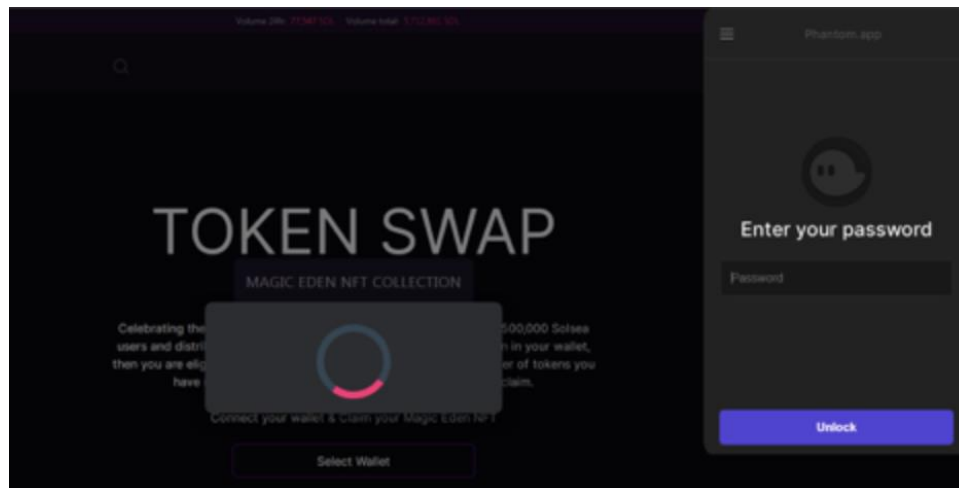 Volume 24h: Volume total:
Phantom.app
TOKEN SWAP
MAGIC EDEN NFT COLLECTION
Enter your password
Password
Celebrating the 500,000 Solsea
users and distri n in your wallet,
then you are elig er of tokens you
have claim.
Connect your wallet & Claim your Magic Eden NFT
Select Wallet
Unlock